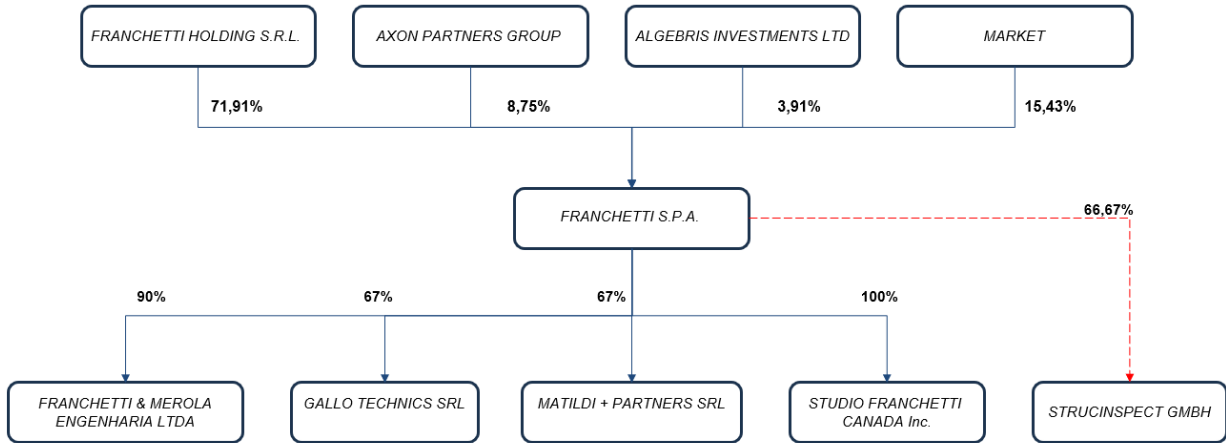 FRANCHETTI HOLDING S.R.L.
AXON PARTNERS GROUP
ALGEBRIS INVESTMENTS LTD
MARKET
71,91%
8,75%
3,91%
15,43%
FRANCHETTI S.P.A.
66,67%
90%
67%
67%
100%
FRANCHETTI & MEROLA
ENGENHARIA LTDA
GALLO TECHNICS SRL
MATILDI + PARTNERS SRL
STUDIO FRANCHETTI
CANADA Inc.
STRUCINSPECT GMBH